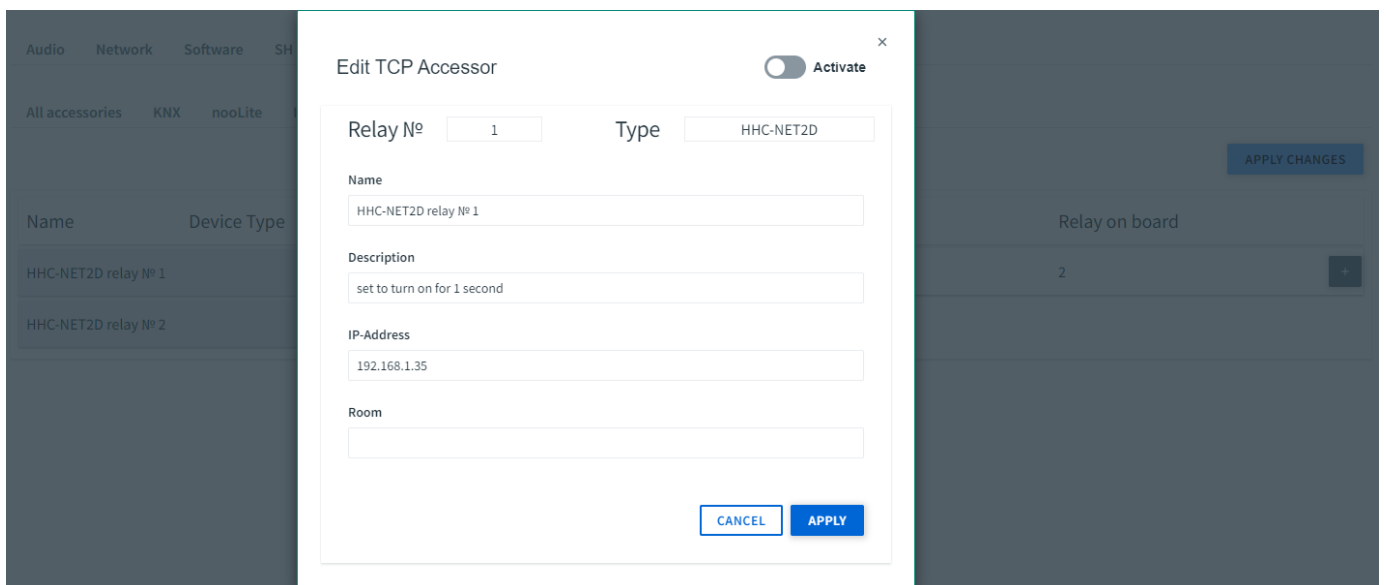 ×
Audio Network Software SH
Edit TCP Accessor Activate
All accessories KNX nooLite
Relay № 1 Type HHC-NET2D
APPLY CHANGES
Name
HHC-NET2D relay № 1
Name Device Type Relay on board
Description
HHC-NET2D relay № 1 2 +
set to turn on for 1 second
HHC-NET2D relay № 2
IP-Address
192.168.1.35
Room
CANCEL APPLY